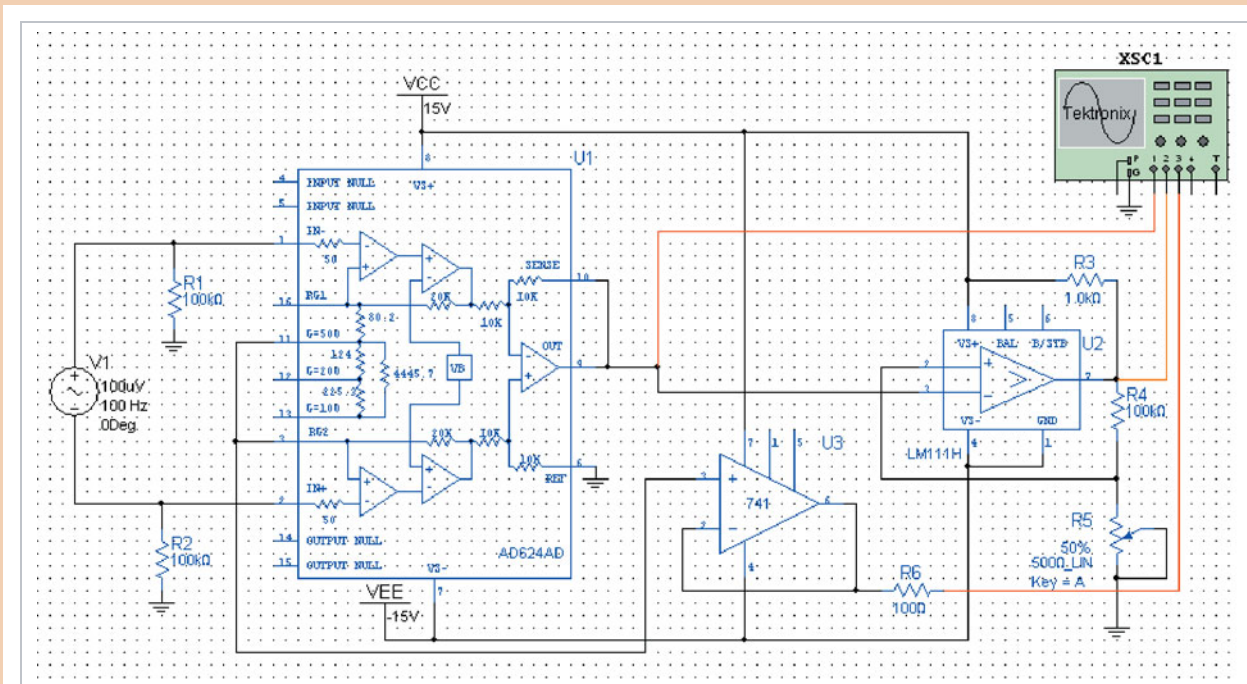 XSC1
Tektronix
P
G
1 2 3 4 T
VCC
15V
8
VS+
U1
4 INPUT NULL
5 INPUT NULL
IN-
1
50
SENSE
10
10K
16 RG1
20K
10K
80.2
11 G=500
124
12 G=200
4445.7
VB
OUT
9
13 G=100
3 RG2
20K
10K
10K
6
REF
IN+
2
50
14 OUTPUT NULL
15 OUTPUT NULL
AD624AD
VS-
7
VEE
-15V
R1
100kΩ
V1
100uV
100 Hz
0Deg
R2
100kΩ
R3
1.0kΩ
8 5 6
VS+ BAL B/STB
U2
2
3
7
VS- GND
4 1
LM111H
R4
100kΩ
R5
50%
500Ω_LIN
Key = A
7 1 5
U3
3
2
741
6
4
R6
100Ω